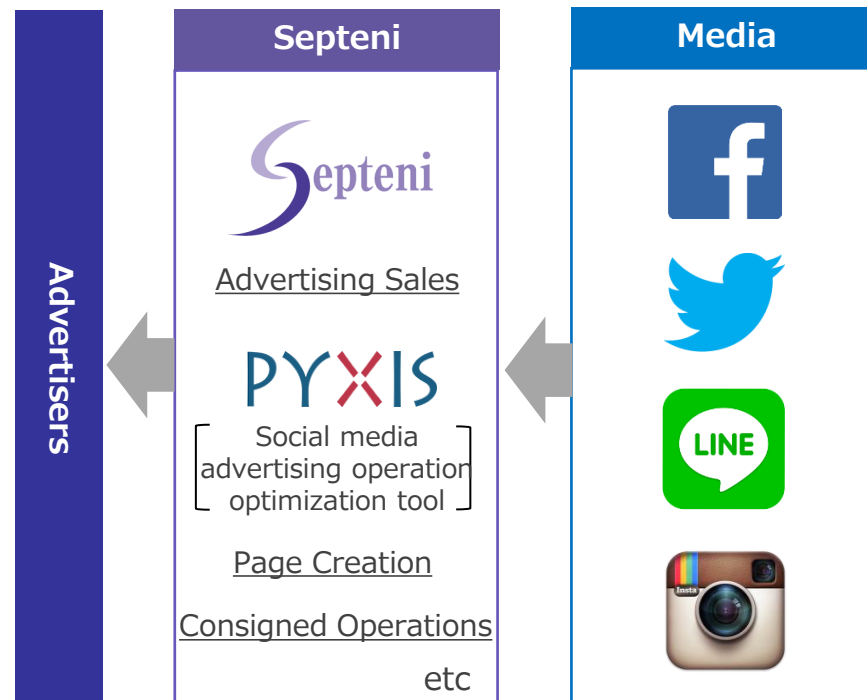 Advertisers
Septeni
Septeni
Advertising Sales
PYXIS
Social media
advertising operation
optimization tool
Page Creation
Consigned Operations
etc
Media
f
LINE
Insta